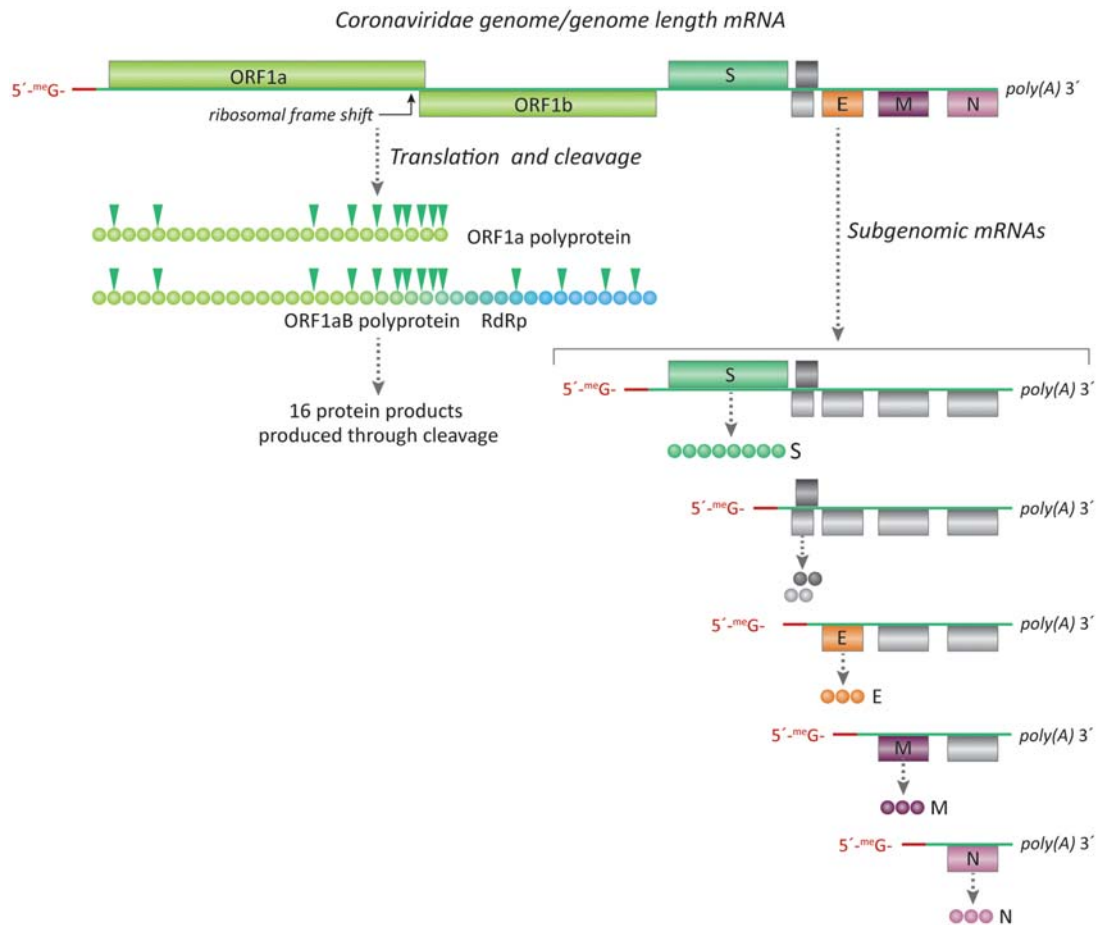 Coronaviridae genome/genome length mRNA
5´-meG- ORF1a S poly(A) 3´
ribosomal frame shift ORF1b E M N
Translation and cleavage
ORF1a polyprotein
Subgenomic mRNAs
ORF1aB polyprotein RdRp
16 protein products
produced through cleavage
5´-meG- S poly(A) 3´
S
5´-meG- poly(A) 3´
5´-meG- E poly(A) 3´
E
5´-meG- M poly(A) 3´
M
5´-meG- N poly(A) 3´
N